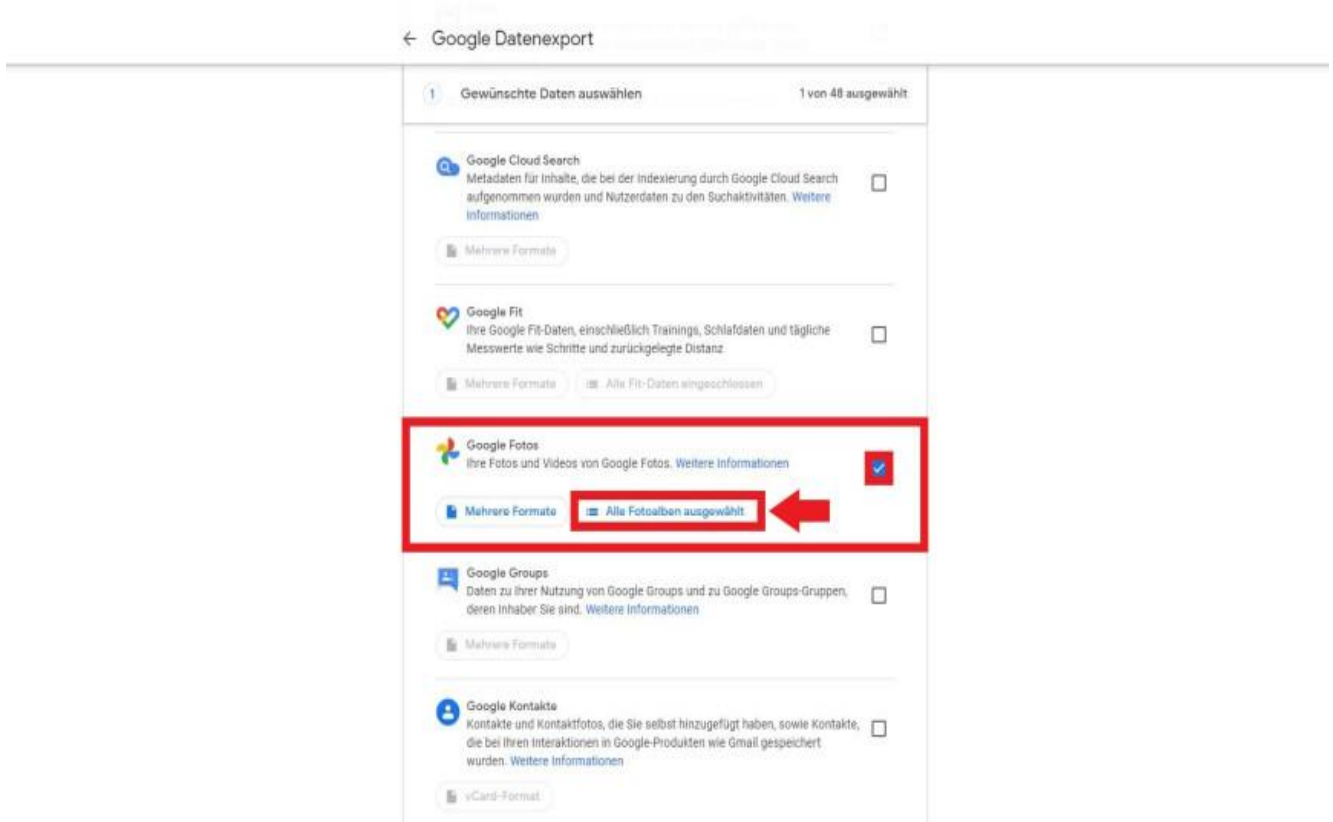 Google Datenexport
1 Gewünschte Daten auswählen 1 von 48 ausgewählt
Google Cloud Search
Metadaten für Inhalte, die bei der Indexierung durch Google Cloud Search
aufgenommen wurden und Nutzerdaten zu den Suchaktivitäten. Weitere
Informationen
Mehrere Formate
Google Fit
Ihre Google Fit-Daten, einschließlich Trainings, Schlafdaten und tägliche
Messwerte wie Schritte und zurückgelegte Distanz
Mehrere Formate Alle Fit-Daten eingeschlossen
Google Fotos
Ihre Fotos und Videos von Google Fotos. Weitere Informationen
Mehrere Formate Alle Fotoalben ausgewählt
Google Groups
Daten zu Ihrer Nutzung von Google Groups und zu Google Groups-Gruppen,
deren Inhaber Sie sind. Weitere Informationen
Mehrere Formate
Google Kontakte
Kontakte und Kontaktfotos, die Sie selbst hinzugefügt haben, sowie Kontakte,
die bei Ihren Interaktionen in Google-Produkten wie Gmail gespeichert
wurden. Weitere Informationen
vCard-Format